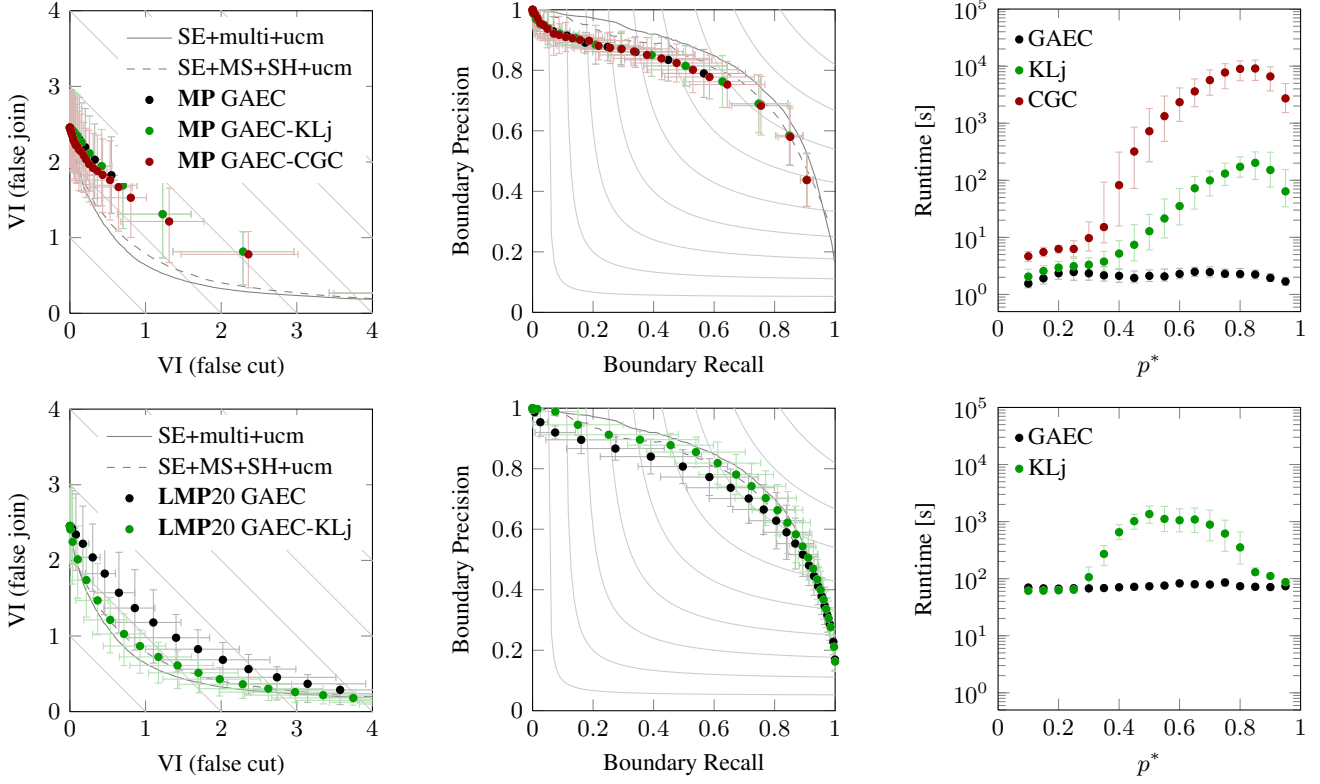 4
3
2
1
0
0
1
2
3
4
VI (false join)
VI (false cut)
SE+multi+ucm
SE+MS+SH+ucm
MP GAEC
MP GAEC-KLj
MP GAEC-CGC
1
0.8
0.6
0.4
0.2
0
0
0.2
0.4
0.6
0.8
1
Boundary Precision
Boundary Recall
10^5
10^4
10^3
10^2
10^1
10^0
0
0.2
0.4
0.6
0.8
1
Runtime [s]
p*
GAEC
KLj
CGC
4
3
2
1
0
0
1
2
3
4
VI (false join)
VI (false cut)
SE+multi+ucm
SE+MS+SH+ucm
LMP20 GAEC
LMP20 GAEC-KLj
1
0.8
0.6
0.4
0.2
0
0
0.2
0.4
0.6
0.8
1
Boundary Precision
Boundary Recall
10^5
10^4
10^3
10^2
10^1
10^0
0
0.2
0.4
0.6
0.8
1
Runtime [s]
p*
GAEC
KLj